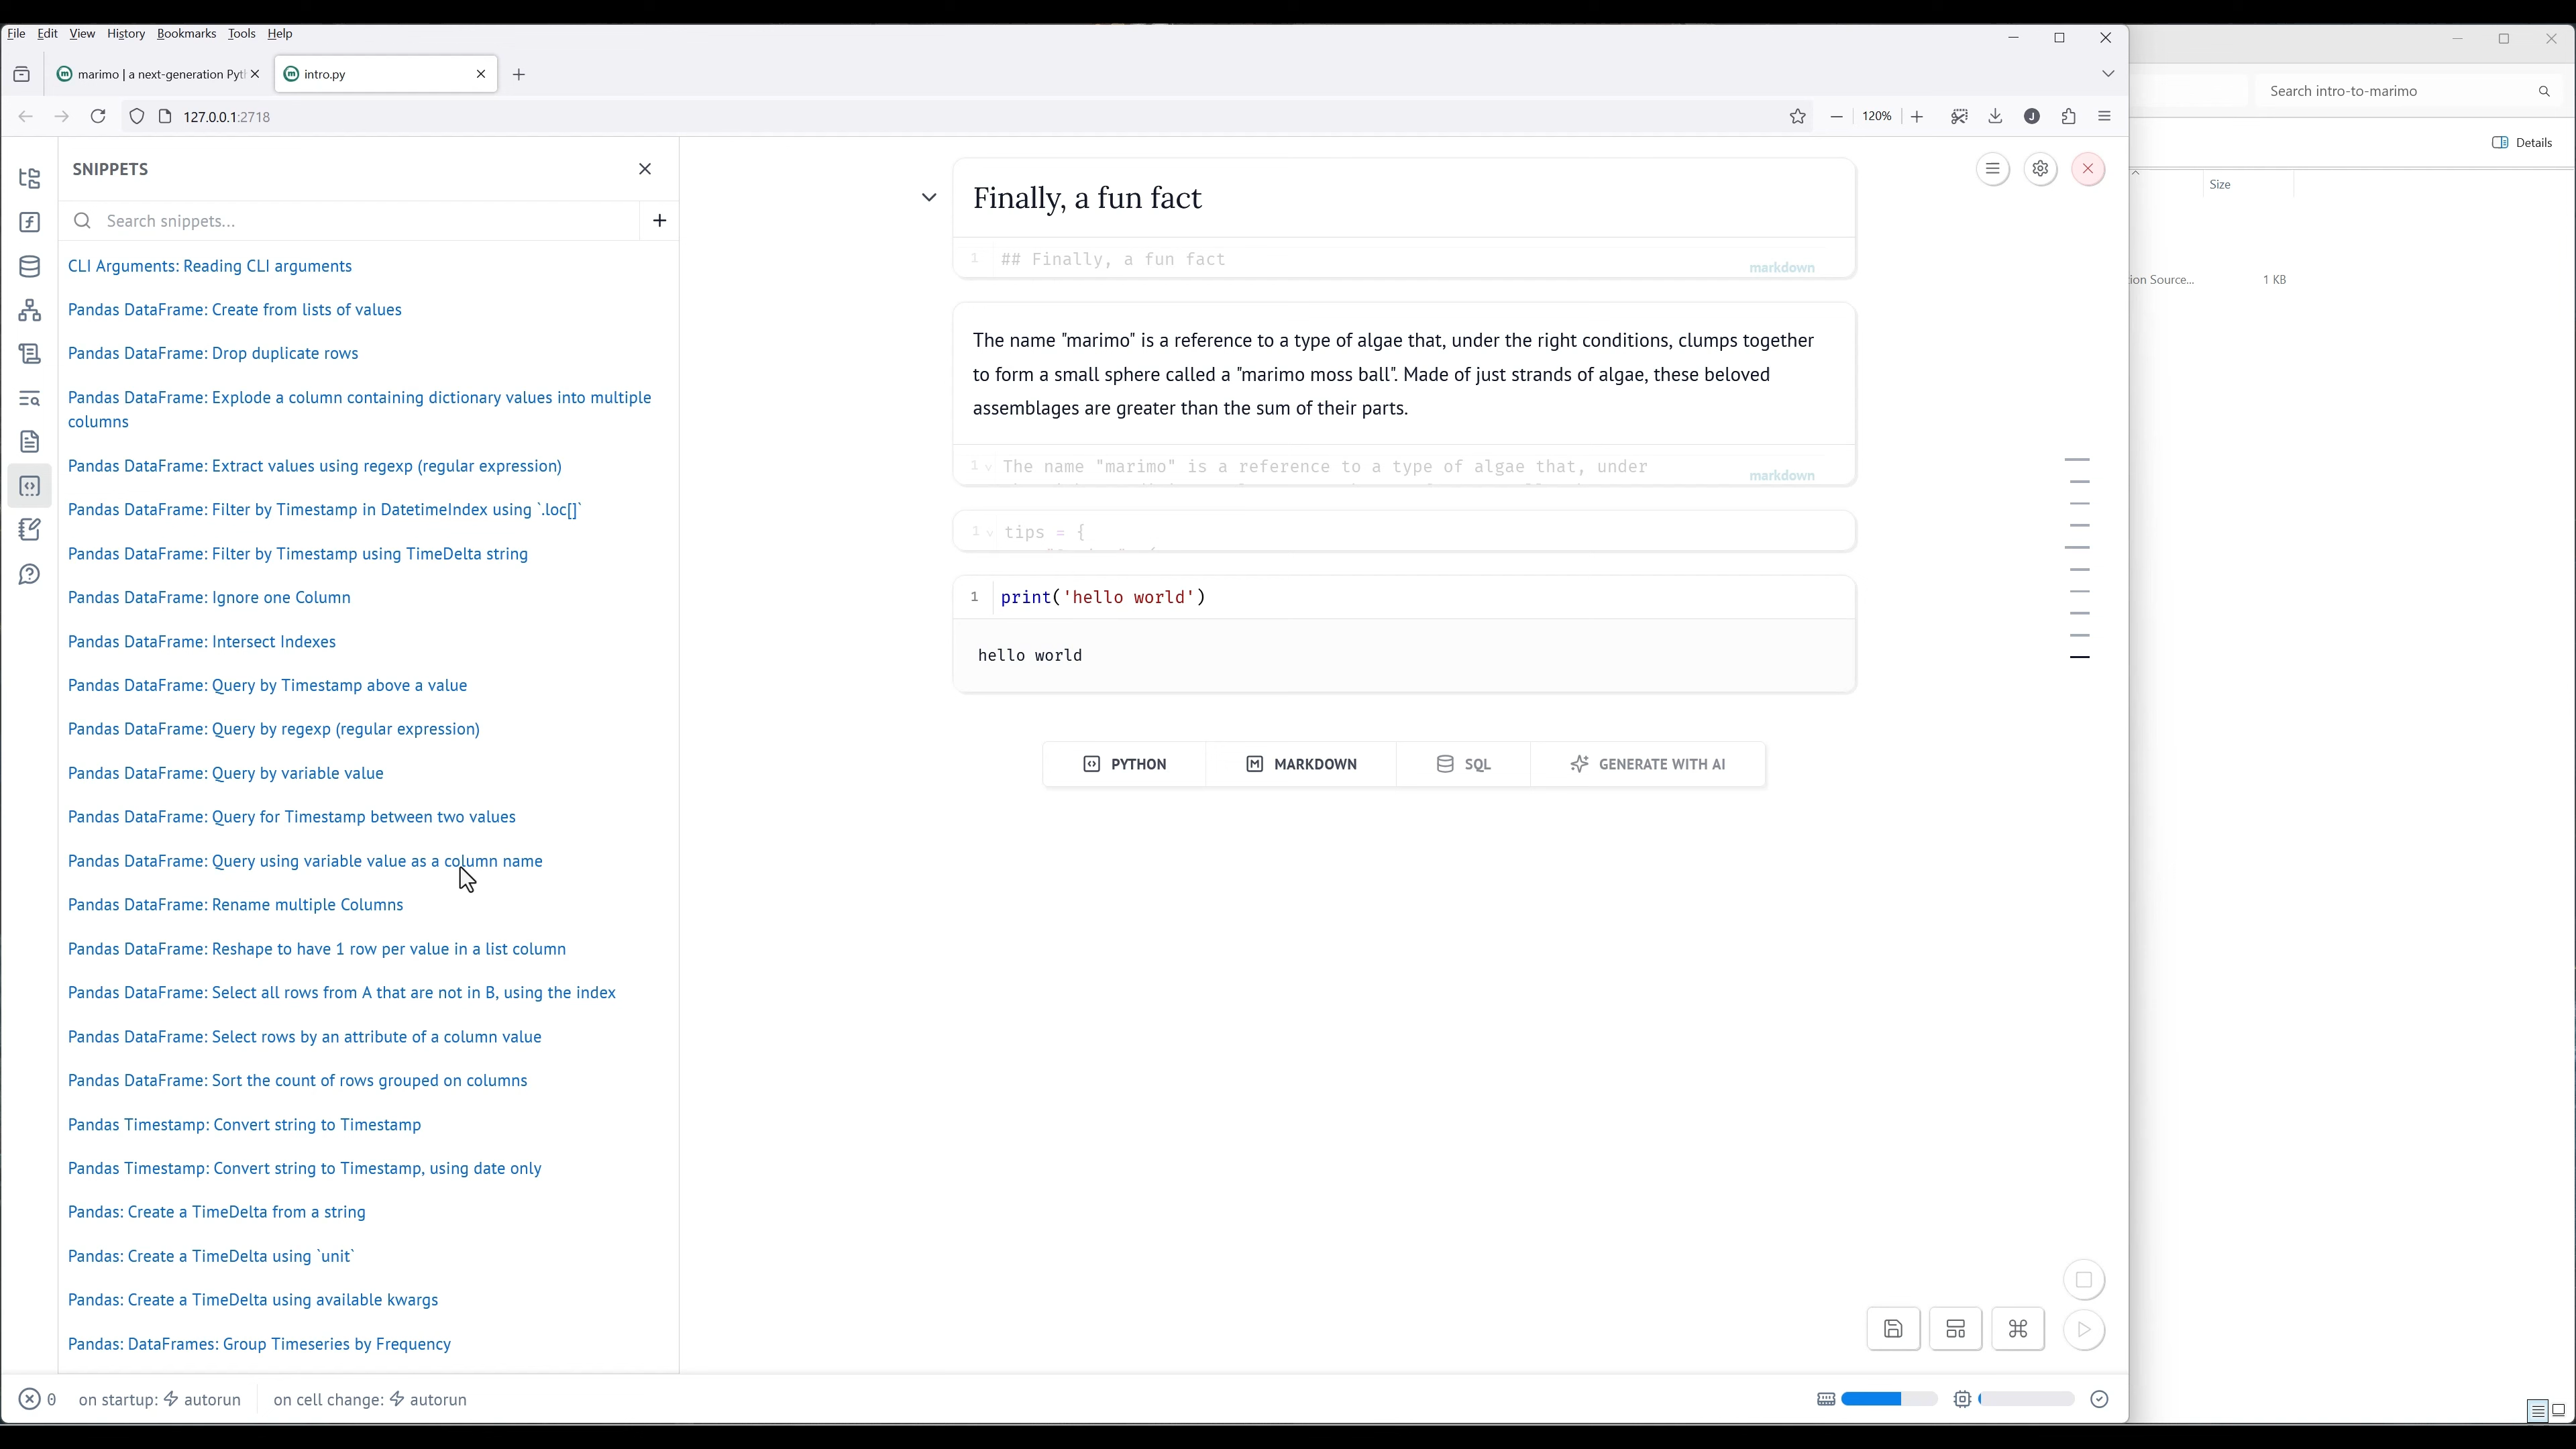 File Edit View History Bookmarks Tools Help
marimo | a next-generation Pyt
intro.py
127.0.0.1:2718
120%
J
Search intro-to-marimo
Details
Size
ion Source...
1 KB
SNIPPETS
Search snippets...
CLI Arguments: Reading CLI arguments
Pandas DataFrame: Create from lists of values
Pandas DataFrame: Drop duplicate rows
Pandas DataFrame: Explode a column containing dictionary values into multiple
columns
Pandas DataFrame: Extract values using regexp (regular expression)
Pandas DataFrame: Filter by Timestamp in DatetimeIndex using `.loc[]`
Pandas DataFrame: Filter by Timestamp using TimeDelta string
Pandas DataFrame: Ignore one Column
Pandas DataFrame: Intersect Indexes
Pandas DataFrame: Query by Timestamp above a value
Pandas DataFrame: Query by regexp (regular expression)
Pandas DataFrame: Query by variable value
Pandas DataFrame: Query for Timestamp between two values
Pandas DataFrame: Query using variable value as a column name
Pandas DataFrame: Rename multiple Columns
Pandas DataFrame: Reshape to have 1 row per value in a list column
Pandas DataFrame: Select all rows from A that are not in B, using the index
Pandas DataFrame: Select rows by an attribute of a column value
Pandas DataFrame: Sort the count of rows grouped on columns
Pandas Timestamp: Convert string to Timestamp
Pandas Timestamp: Convert string to Timestamp, using date only
Pandas: Create a TimeDelta from a string
Pandas: Create a TimeDelta using `unit`
Pandas: Create a TimeDelta using available kwargs
Pandas: DataFrames: Group Timeseries by Frequency
Finally, a fun fact
1 ## Finally, a fun fact
markdown
The name "marimo" is a reference to a type of algae that, under the right conditions, clumps together
to form a small sphere called a "marimo moss ball". Made of just strands of algae, these beloved
assemblages are greater than the sum of their parts.
1 The name "marimo" is a reference to a type of algae that, under
markdown
1 tips = {
1 print('hello world')
hello world
PYTHON MARKDOWN SQL GENERATE WITH AI
0 on startup: autorun on cell change: autorun